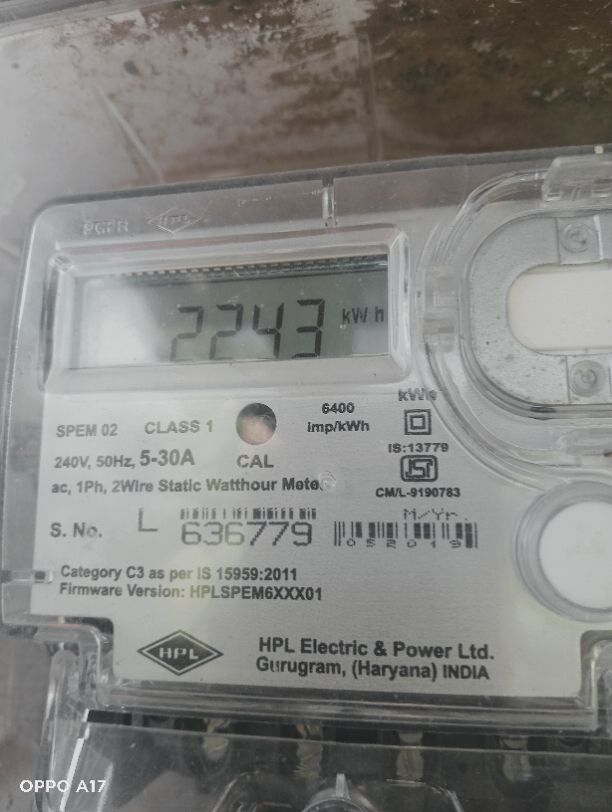 PGPR HPL
2243 kWh
SPEM 02 CLASS 1
6400
imp/kWh
240V, 50Hz, 5-30A
CAL
IS:13779
ac, 1Ph, 2Wire Static Watthour Meter
CM/L-9190783
M/Yr.
S. No. L 636779 052019
Category C3 as per IS 15959:2011
Firmware Version: HPLSPEM6XXX01
HPL
HPL Electric & Power Ltd.
Gurugram, (Haryana) INDIA
OPPO A17